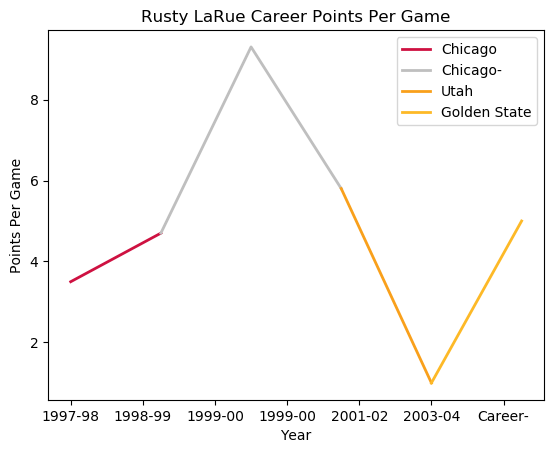 Rusty LaRue Career Points Per Game
Chicago
Chicago-
Utah
Golden State
Points Per Game
8
6
4
2
1997-98 1998-99 1999-00 1999-00 2001-02 2003-04 Career-
Year